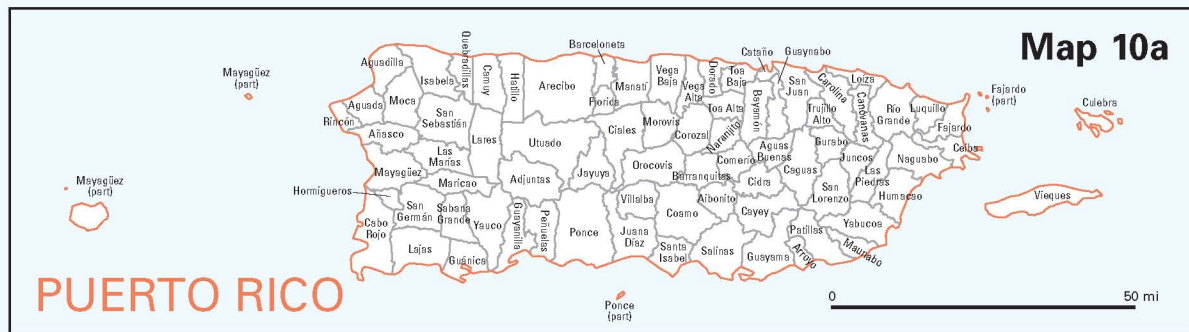 Map 10a
Barceloneta
Cataño
Guaynabo
Quebradillas
Aguadilla
Isabela
Camuy
Hatillo
Arecibo
Florida
Manatí
Vega
Baja
Vega
Alta
Dorado
Toa
Baja
Toa Alta
Bayamón
San
Juan
Carolina
Trujillo
Alto
Loíza
Canóvanas
Río
Grande
Luquillo
Fajardo
(part)
Culebra
Mayagüez
(part)
Aguada
Moca
Rincón
San
Sebastián
Añasco
Lares
Utuado
Ciales
Morovis
Corozal
Naranjito
Aguas
Buenas
Gurabo
Fajardo
Ceiba
Las
Marías
Mayagüez
Maricao
Adjuntas
Jayuya
Orocovis
Barranquitas
Comerío
Cidra
Caguas
Juncos
Las
Piedras
Naguabo
Humacao
San
Lorenzo
Mayagüez
(part)
Hormigueros
San
Germán
Sabana
Grande
Cabo
Rojo
Lajas
Yauco
Guánica
Guayanilla
Peñuelas
Ponce
Villalba
Juana
Díaz
Coamo
Aibonito
Santa
Isabel
Salinas
Cayey
Guayama
Patillas
Arroyo
Yabucoa
Maunabo
Vieques
PUERTO RICO
Ponce
(part)
0
50 mi